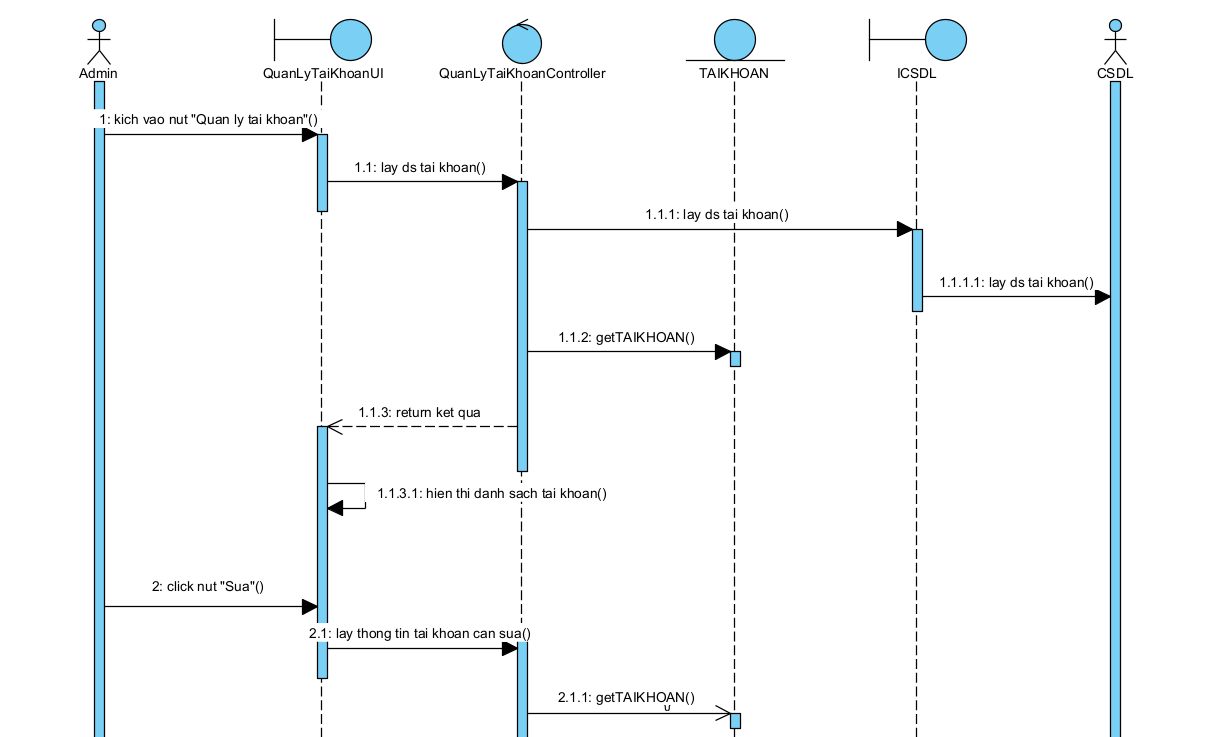 Admin
QuanLyTaiKhoanUI
QuanLyTaiKhoanController
TAIKHOAN
ICSDL
CSDL
1: kich vao nut "Quan ly tai khoan"()
1.1: lay ds tai khoan()
1.1.1: lay ds tai khoan()
1.1.1.1: lay ds tai khoan()
1.1.2: getTAIKHOAN()
1.1.3: return ket qua
1.1.3.1: hien thi danh sach tai khoan()
2: click nut "Sua"()
2.1: lay thong tin tai khoan can sua()
2.1.1: getTAIKHOAN()